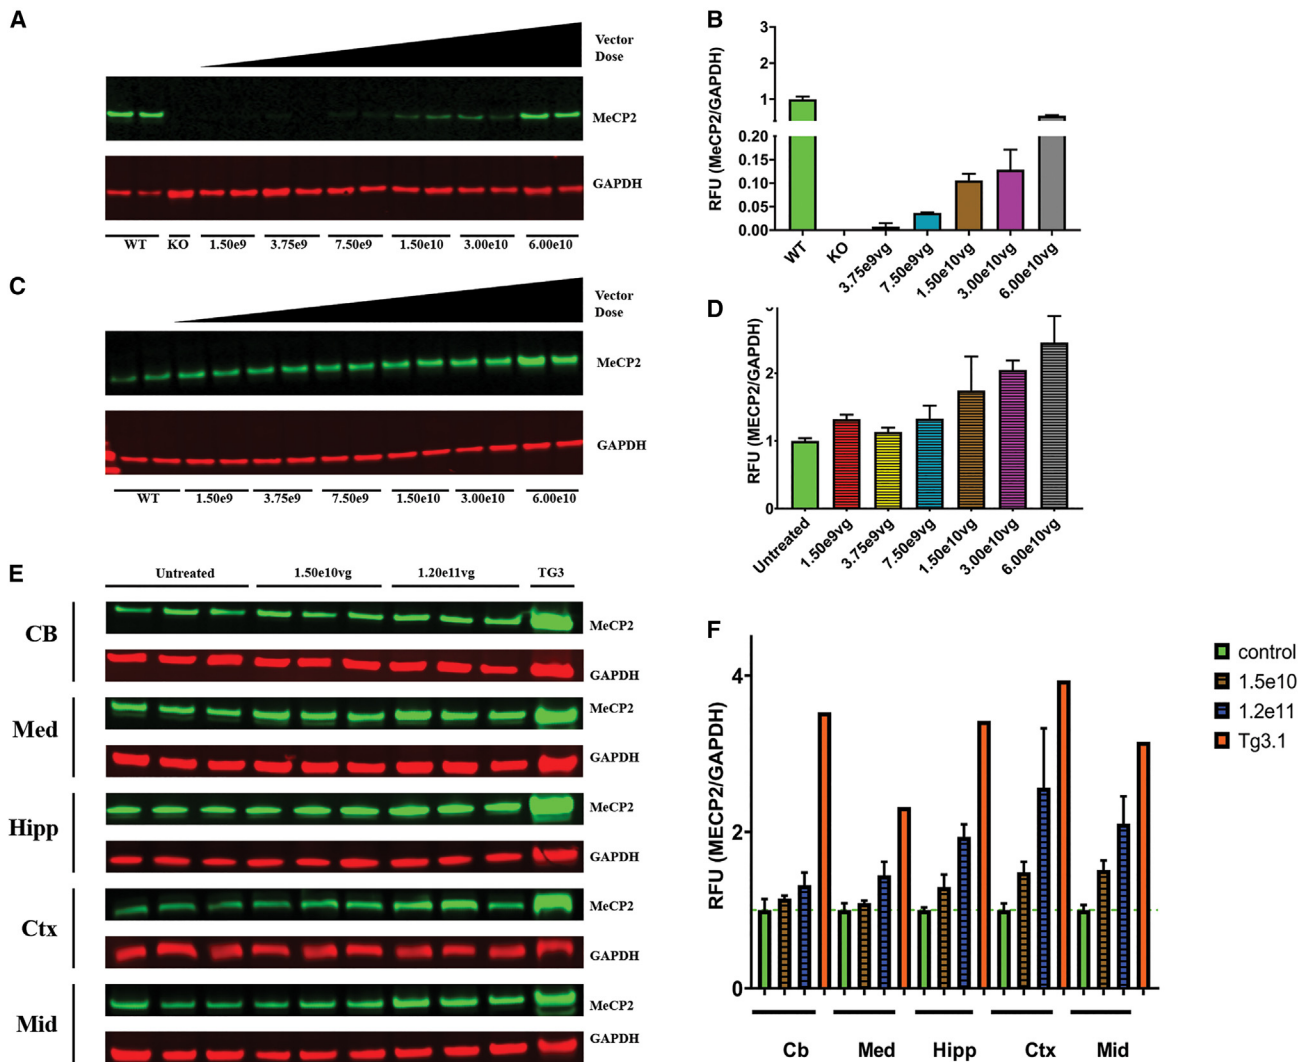 A
Vector
Dose
MeCP2
GAPDH
WT KO 1.50e9 3.75e9 7.50e9 1.50e10 3.00e10 6.00e10
B
RFU (MeCP2/GAPDH)
3
2
1
0.20
0.15
0.10
0.05
0.00
WT KO 3.75e9vg 7.50e9vg 1.50e10vg 3.00e10vg 6.00e10vg
C
Vector
Dose
MeCP2
GAPDH
WT 1.50e9 3.75e9 7.50e9 1.50e10 3.00e10 6.00e10
D
RFU (MECP2/GAPDH)
3
2
1
0
Untreated 1.50e9vg 3.75e9vg 7.50e9vg 1.50e10vg 3.00e10vg 6.00e10vg
E
Untreated 1.50e10vg 1.20e11vg TG3
CB
MeCP2
GAPDH
Med
MeCP2
GAPDH
Hipp
MeCP2
GAPDH
Ctx
MeCP2
GAPDH
Mid
MeCP2
GAPDH
F
RFU (MECP2/GAPDH)
4
2
0
Cb Med Hipp Ctx Mid
control
1.5e10
1.2e11
Tg3.1